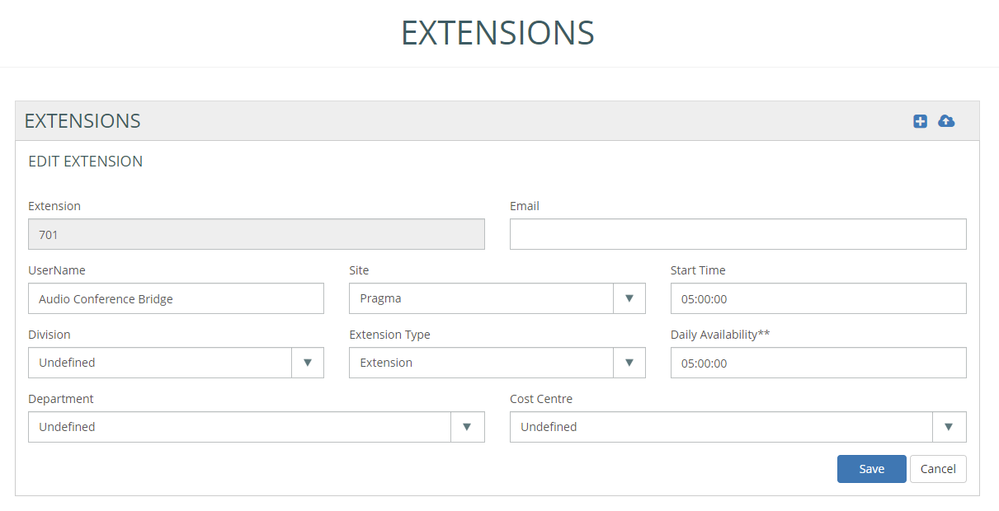 EXTENSIONS
EXTENSIONS
EDIT EXTENSION
Extension Email
701
UserName Site Start Time
Audio Conference Bridge Pragma 05:00:00
Division Extension Type Daily Availability**
Undefined Extension 05:00:00
Department Cost Centre
Undefined Undefined
Save Cancel